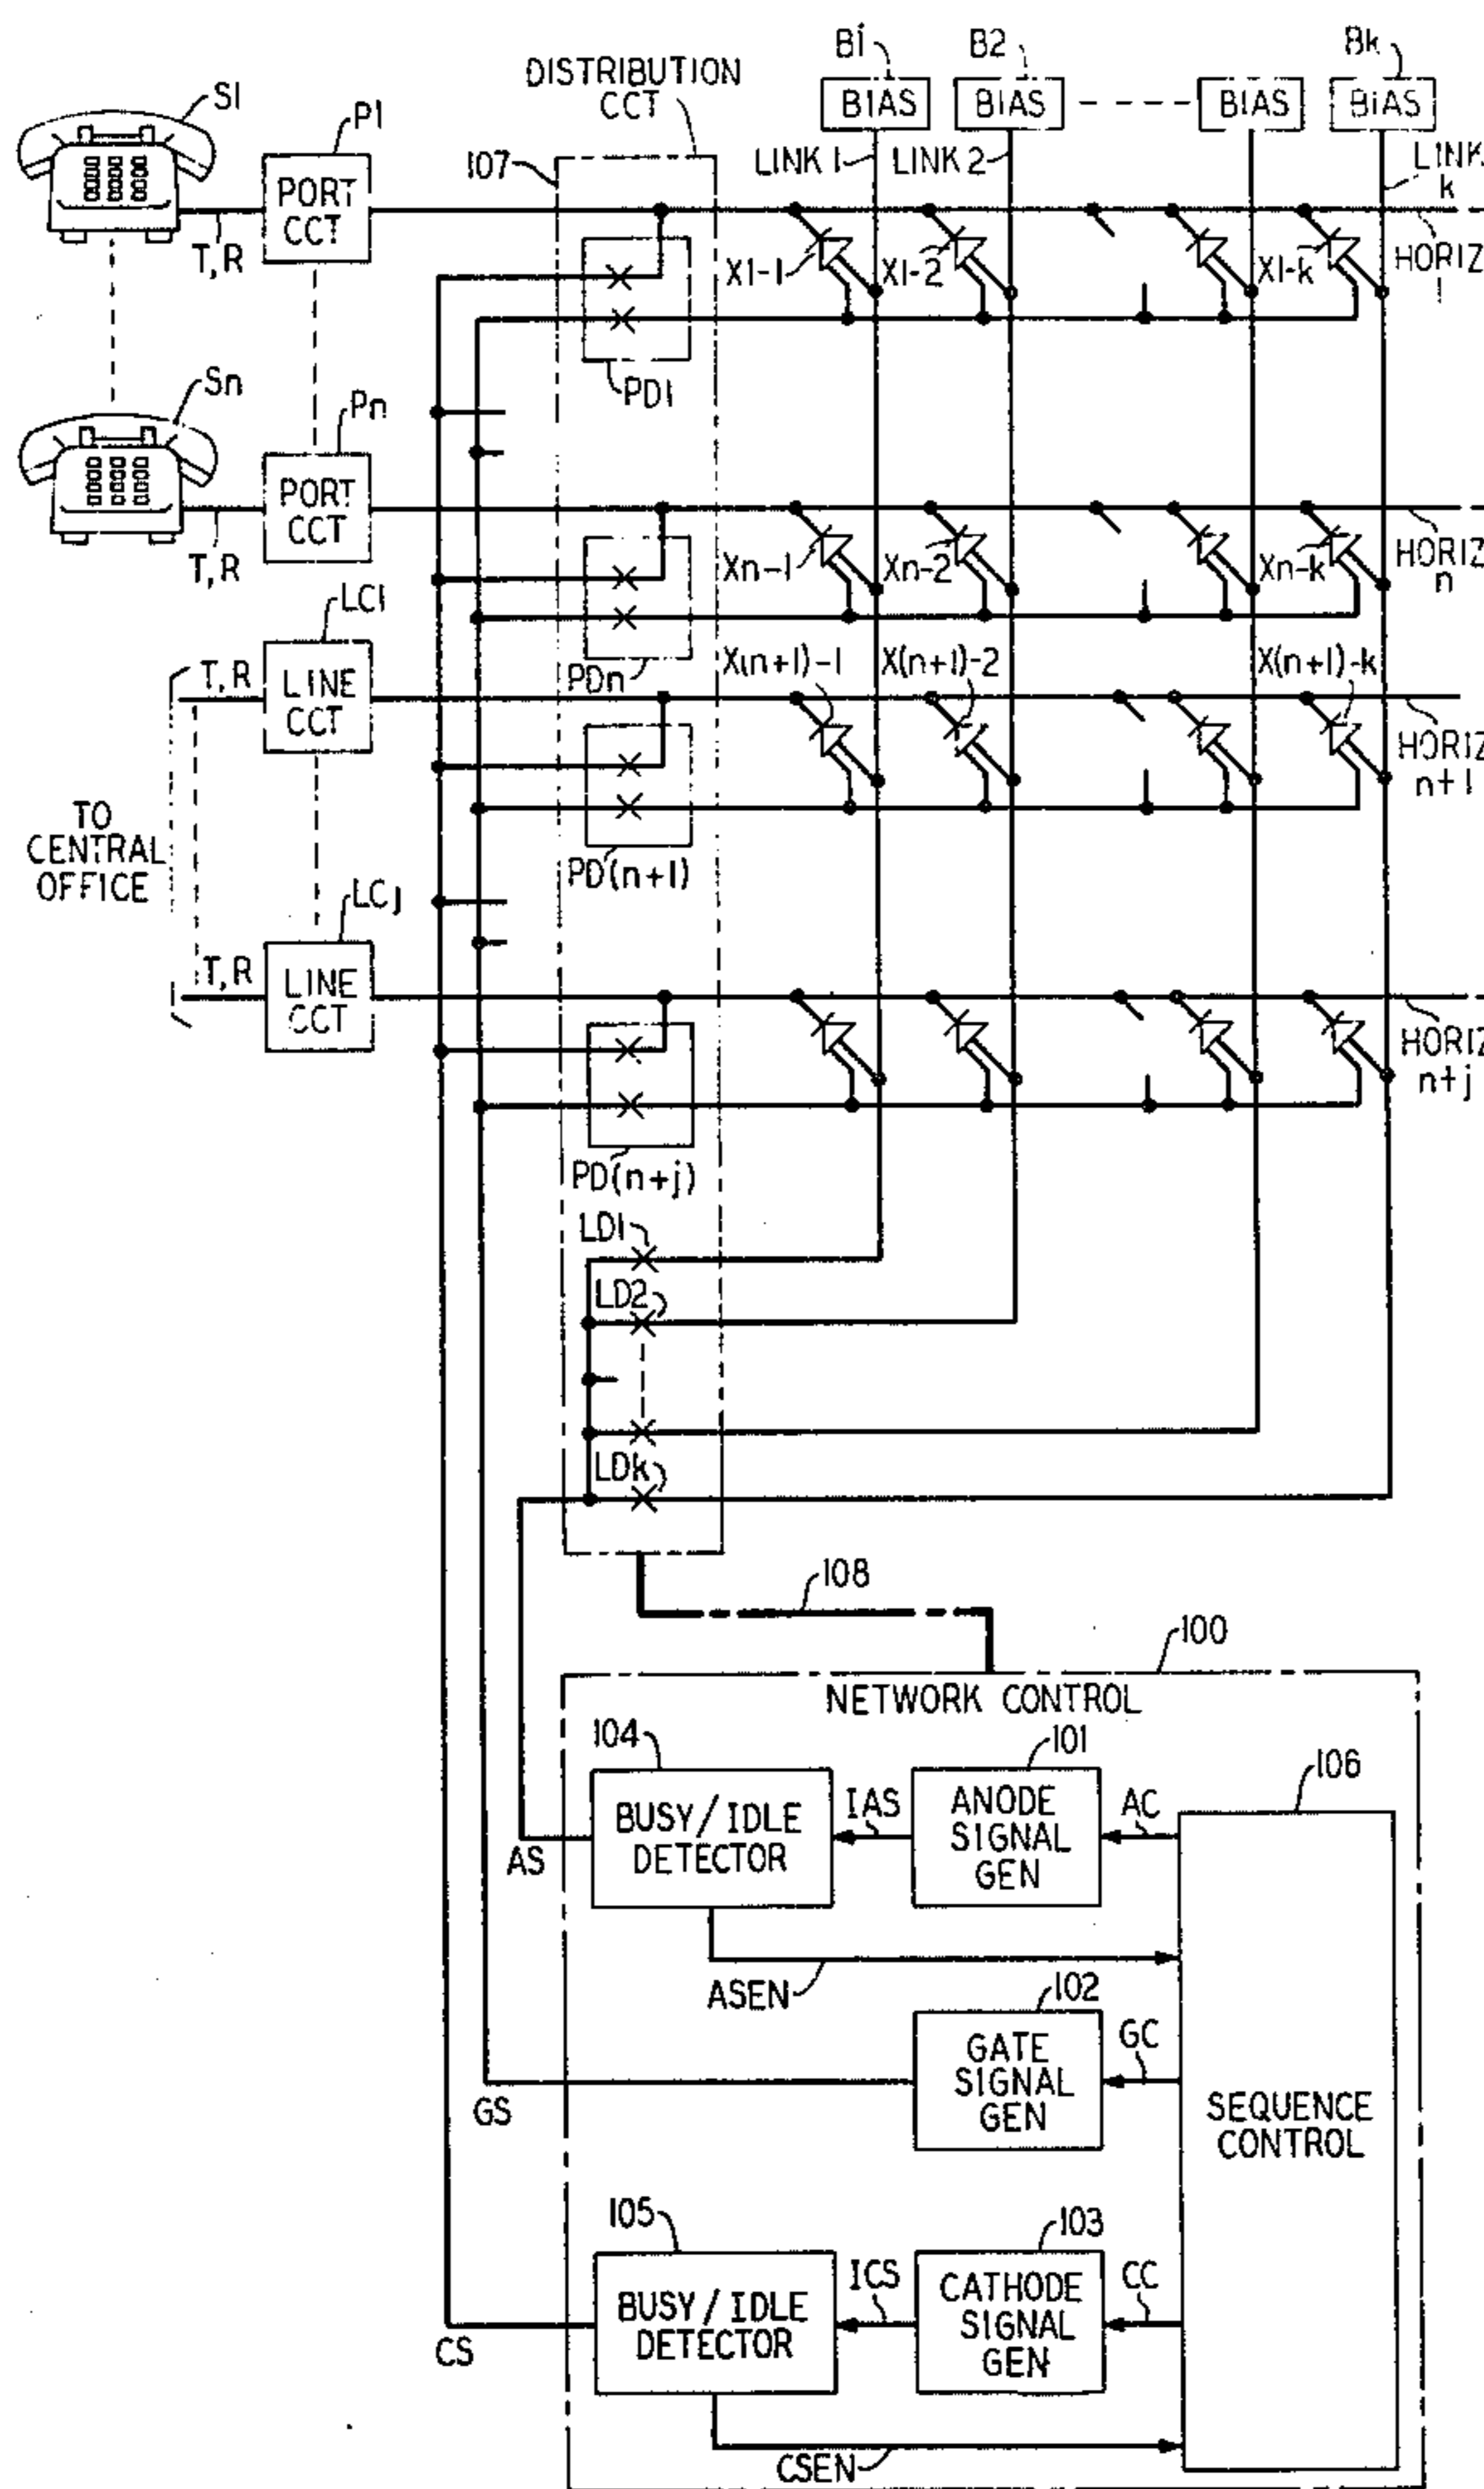 B1
B2
Bk
DISTRIBUTION
CCT
BIAS
BIAS
BIAS
BIAS
S1
P1
107
LINK 1
LINK 2
LINK
k
PORT
CCT
T,R
X1-1
X1-2
X1-k
HORIZ
1
PD1
Sn
Pn
PORT
CCT
T,R
Xn-1
Xn-2
Xn-k
HORIZ
n
LC1
PDn
X(n+1)-1
X(n+1)-2
X(n+1)-k
T,R
LINE
CCT
HORIZ
n+1
TO
CENTRAL
OFFICE
PD(n+1)
LCj
T,R
LINE
CCT
HORIZ
n+j
PD(n+j)
LD1
LD2
LDk
108
100
NETWORK CONTROL
104
101
106
BUSY/IDLE
DETECTOR
IAS
ANODE
SIGNAL
GEN
AC
AS
ASEN
102
GATE
SIGNAL
GEN
GC
GS
SEQUENCE
CONTROL
105
103
BUSY/IDLE
DETECTOR
ICS
CATHODE
SIGNAL
GEN
CC
CS
CSEN